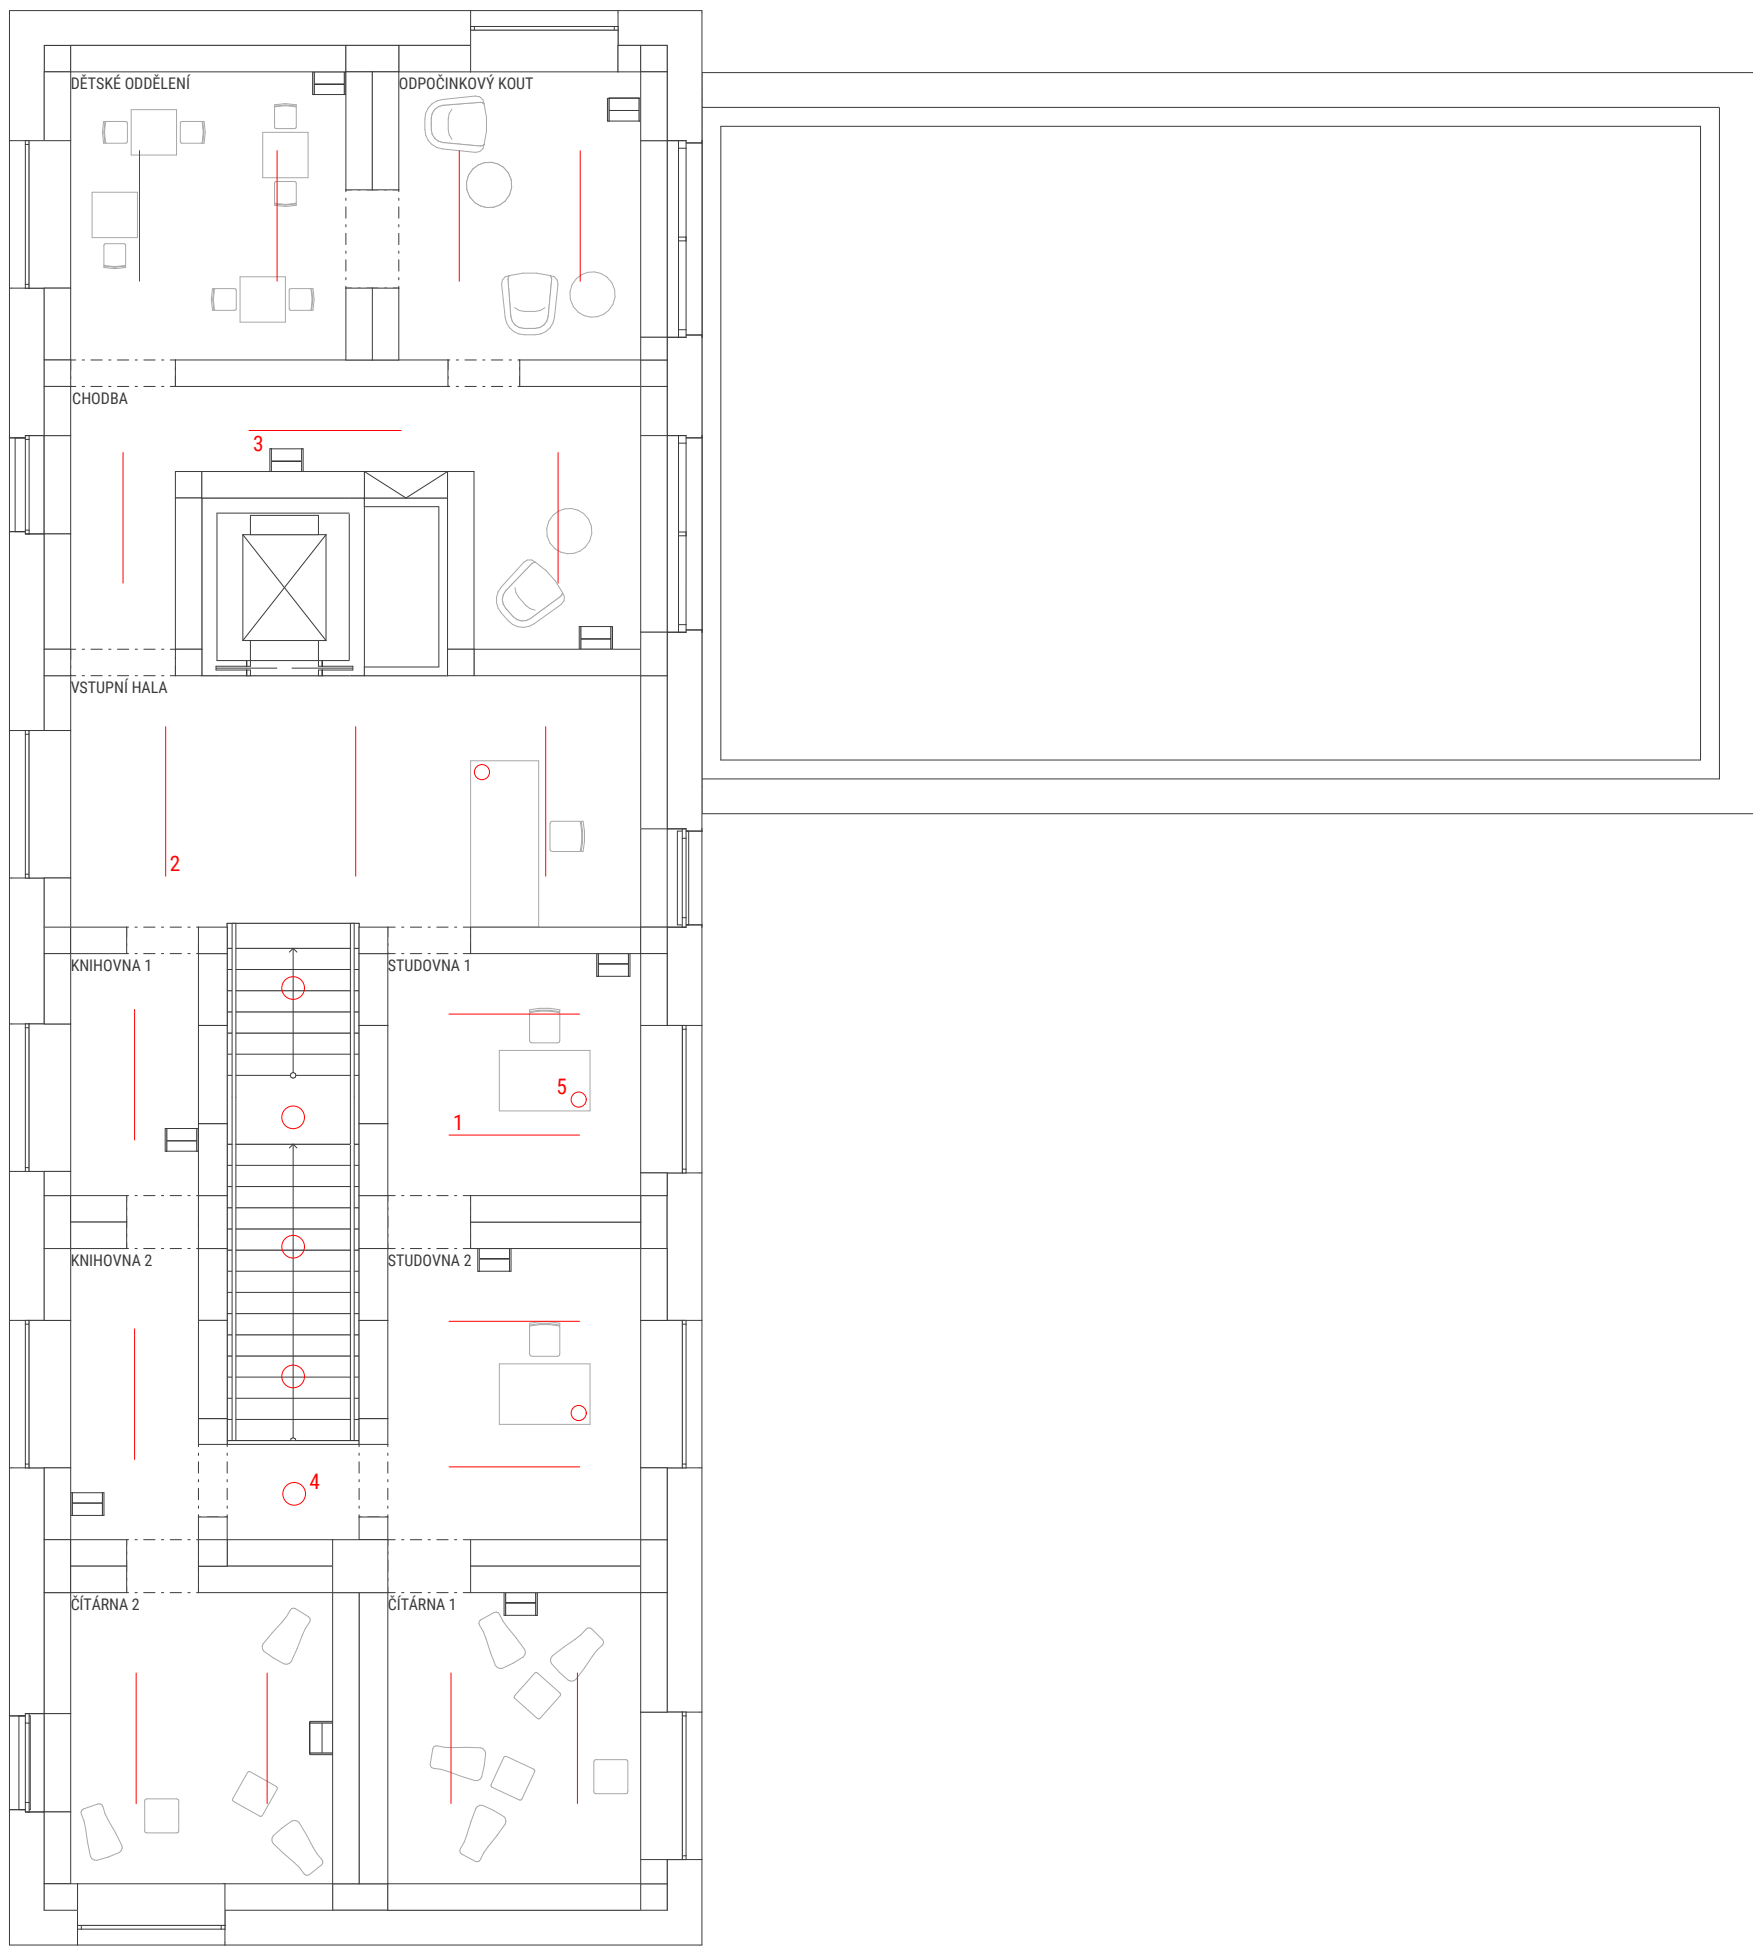 DĚTSKÉ ODDĚLENÍ
ODPOČINKOVÝ KOUT
CHODBA
3
VSTUPNÍ HALA
2
KNIHOVNA 1
STUDOVNA 1
5
1
KNIHOVNA 2
STUDOVNA 2
4
ČÍTÁRNA 2
ČÍTÁRNA 1